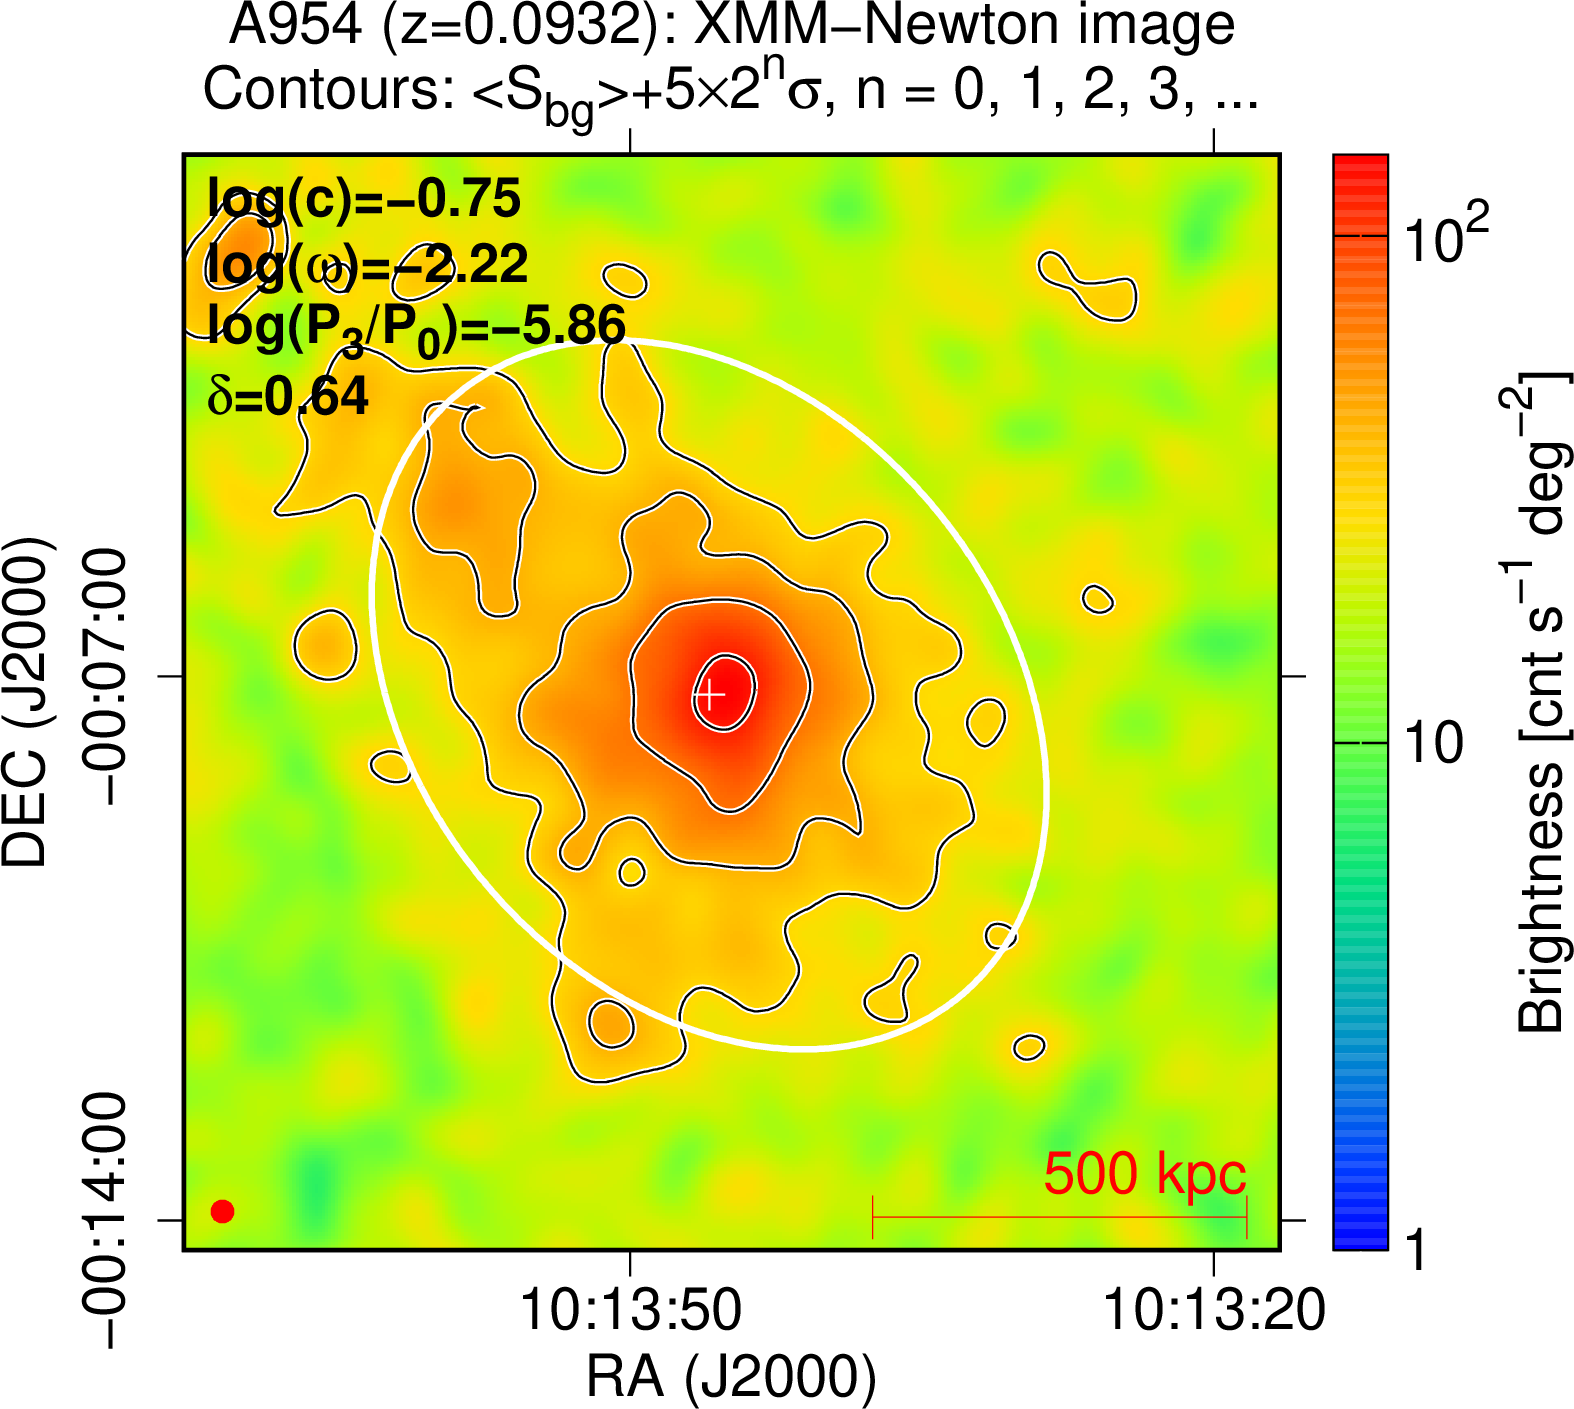 A954 (z=0.0932): XMM−Newton image
Contours: <S_bg>+5×2^nσ, n = 0, 1, 2, 3, ...
log(c)=−0.75
log(ω)=−2.22
log(P_3/P_0)=−5.86
δ=0.64
10^2
10
1
Brightness [cnt s^−1 deg^−2]
DEC (J2000)
−00:07:00
−00:14:00
500 kpc
10:13:50 10:13:20
RA (J2000)